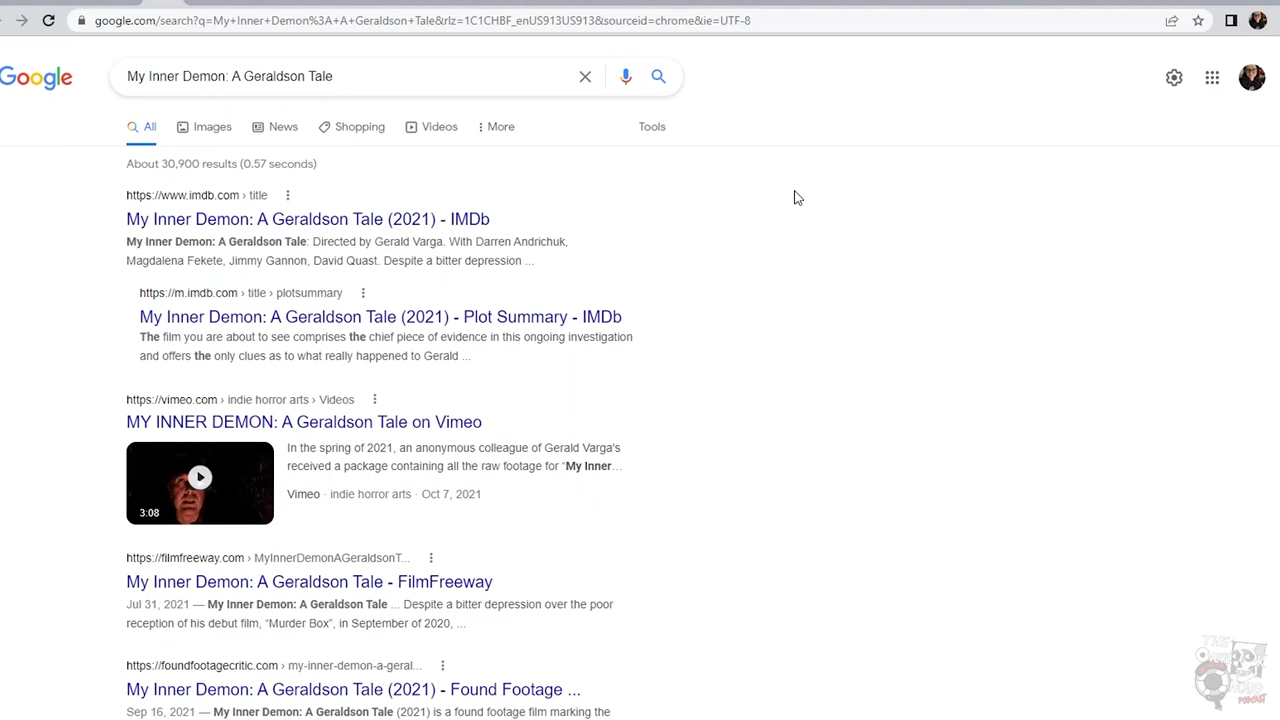 google.com/search?q=My+Inner+Demon%3A+A+Geraldson+Tale&rlz=1C1CHBF_enUS913US913&sourceid=chrome&ie=UTF-8
Google
My Inner Demon: A Geraldson Tale
All
Images
News
Shopping
Videos
More
Tools
About 30,900 results (0.57 seconds)
https://www.imdb.com › title
My Inner Demon: A Geraldson Tale (2021) - IMDb
My Inner Demon: A Geraldson Tale: Directed by Gerald Varga. With Darren Andrichuk,
Magdalena Fekete, Jimmy Gannon, David Quast. Despite a bitter depression ...
https://m.imdb.com › title › plotsummary
My Inner Demon: A Geraldson Tale (2021) - Plot Summary - IMDb
The film you are about to see comprises the chief piece of evidence in this ongoing investigation
and offers the only clues as to what really happened to Gerald ...
https://vimeo.com › indie horror arts › Videos
MY INNER DEMON: A Geraldson Tale on Vimeo
In the spring of 2021, an anonymous colleague of Gerald Varga's
received a package containing all the raw footage for “My Inner...
Vimeo · indie horror arts · Oct 7, 2021
3:08
https://filmfreeway.com › MyInnerDemonAGeraldsonT...
My Inner Demon: A Geraldson Tale - FilmFreeway
Jul 31, 2021 — My Inner Demon: A Geraldson Tale ... Despite a bitter depression over the poor
reception of his debut film, “Murder Box”, in September of 2020, ...
https://foundfootagecritic.com › my-inner-demon-a-geral...
My Inner Demon: A Geraldson Tale (2021) - Found Footage ...
Sep 16, 2021 — My Inner Demon: A Geraldson Tale (2021) is a found footage film marking the
THE
HOUR
PODCAST